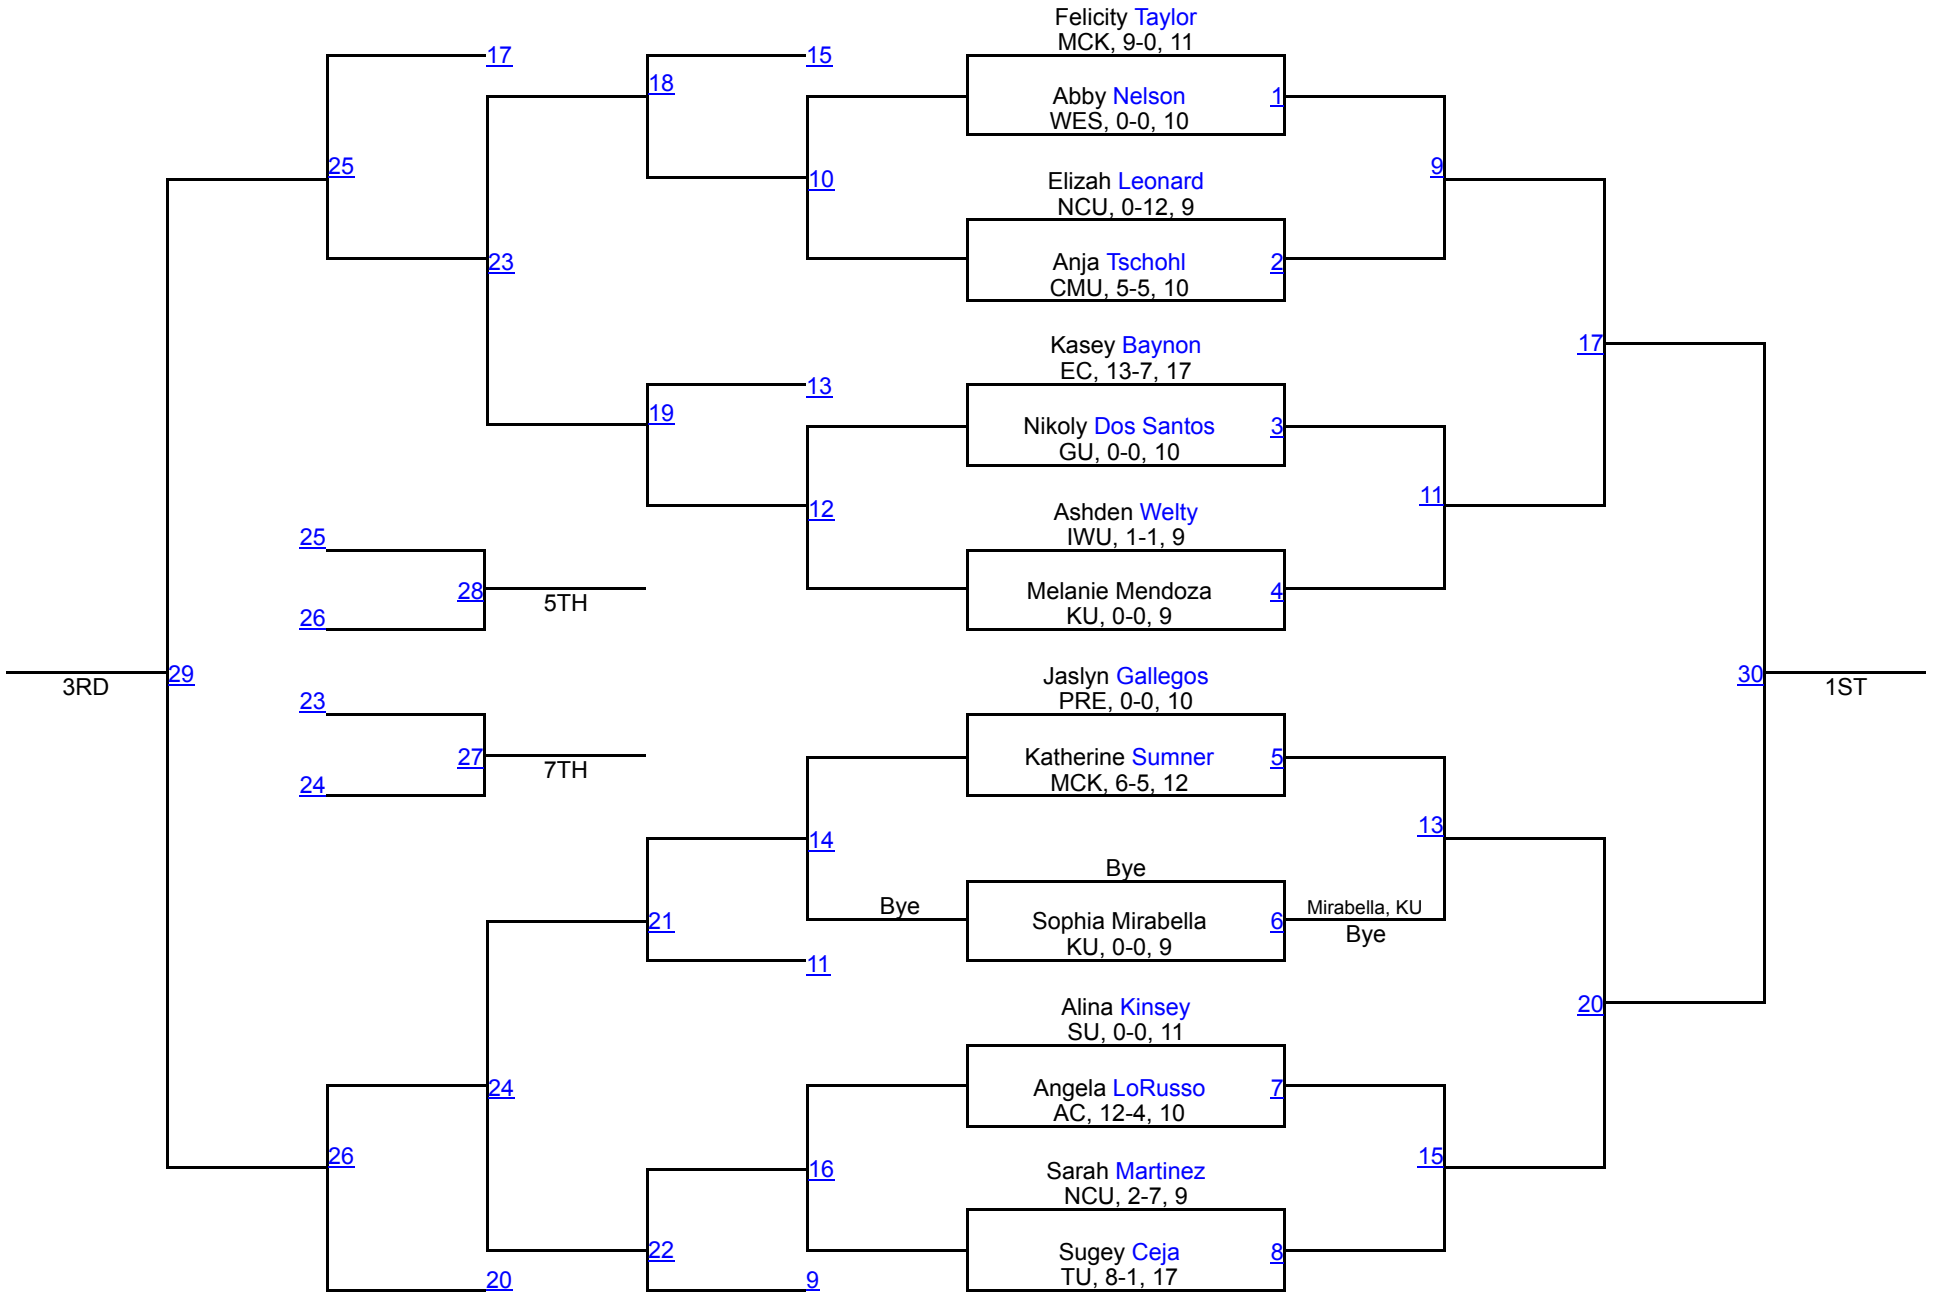 Felicity Taylor
MCK, 9-0, 11
17
15
18
Abby Nelson
1
WES, 0-0, 10
25
10
Elizah Leonard
9
NCU, 0-12, 9
23
Anja Tschohl
2
CMU, 5-5, 10
Kasey Baynon
17
EC, 13-7, 17
13
19
Nikoly Dos Santos
3
GU, 0-0, 10
12
Ashden Welty
11
IWU, 1-1, 9
25
28
5TH
26
Melanie Mendoza
4
KU, 0-0, 9
3RD
29
Jaslyn Gallegos
PRE, 0-0, 10
30
1ST
23
27
7TH
24
Katherine Sumner
5
MCK, 6-5, 12
14
13
Bye
Bye
21
Sophia Mirabella
6
KU, 0-0, 9
Mirabella, KU
Bye
11
Alina Kinsey
SU, 0-0, 11
20
24
Angela LoRusso
7
AC, 12-4, 10
26
16
Sarah Martinez
15
NCU, 2-7, 9
22
Sugey Ceja
8
TU, 8-1, 17
20
9